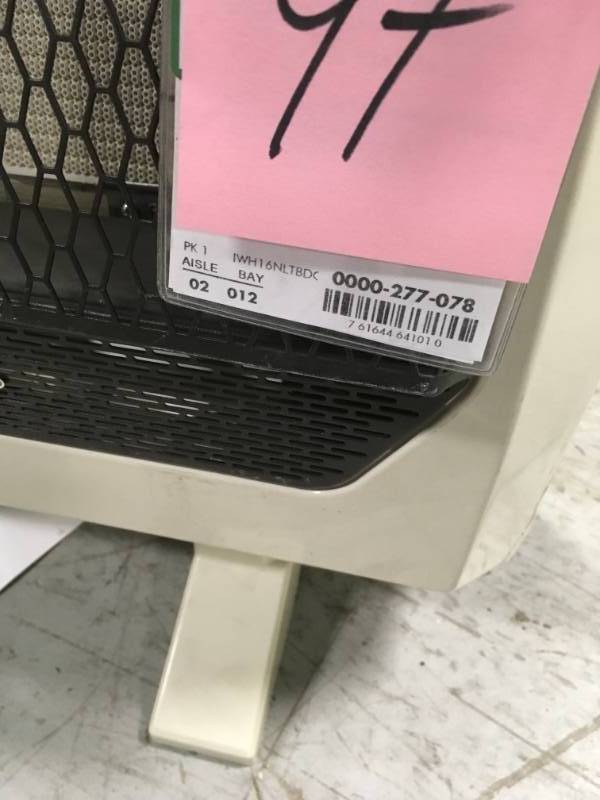 97
PK 1 IWH16NLTBDC
AISLE BAY 0000-277-078
02 012
7 61644 64101 0